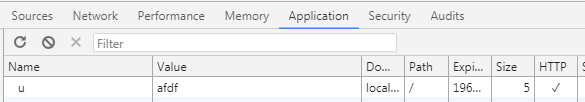 Sources Network Performance Memory Application Security Audits
Filter
Name Value Do... Path Expi... Size HTTP
u afdf local... / 196... 5 ✓